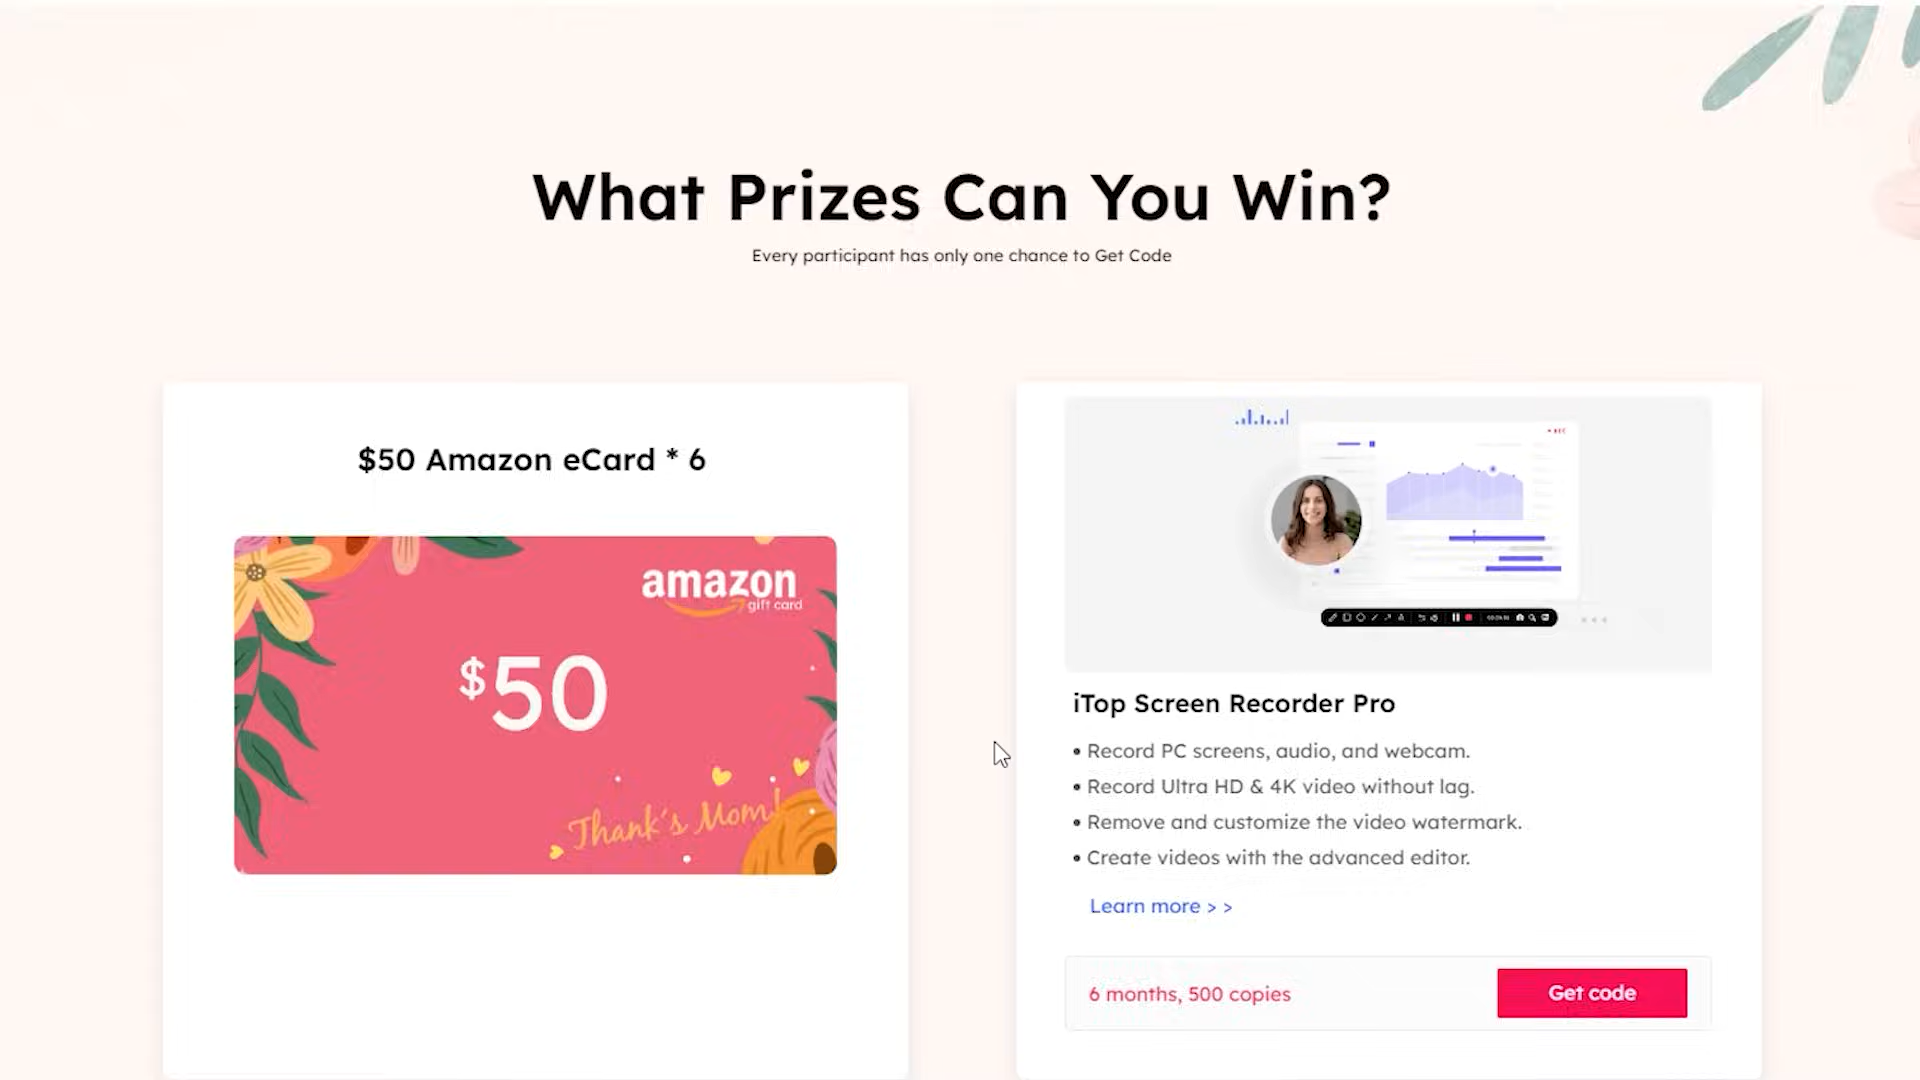 What Prizes Can You Win?
Every participant has only one chance to Get Code
$50 Amazon eCard * 6
amazon
gift card
$50
Thank's Mom!
iTop Screen Recorder Pro
• Record PC screens, audio, and webcam.
• Record Ultra HD & 4K video without lag.
• Remove and customize the video watermark.
• Create videos with the advanced editor.
Learn more > >
6 months, 500 copies
Get code